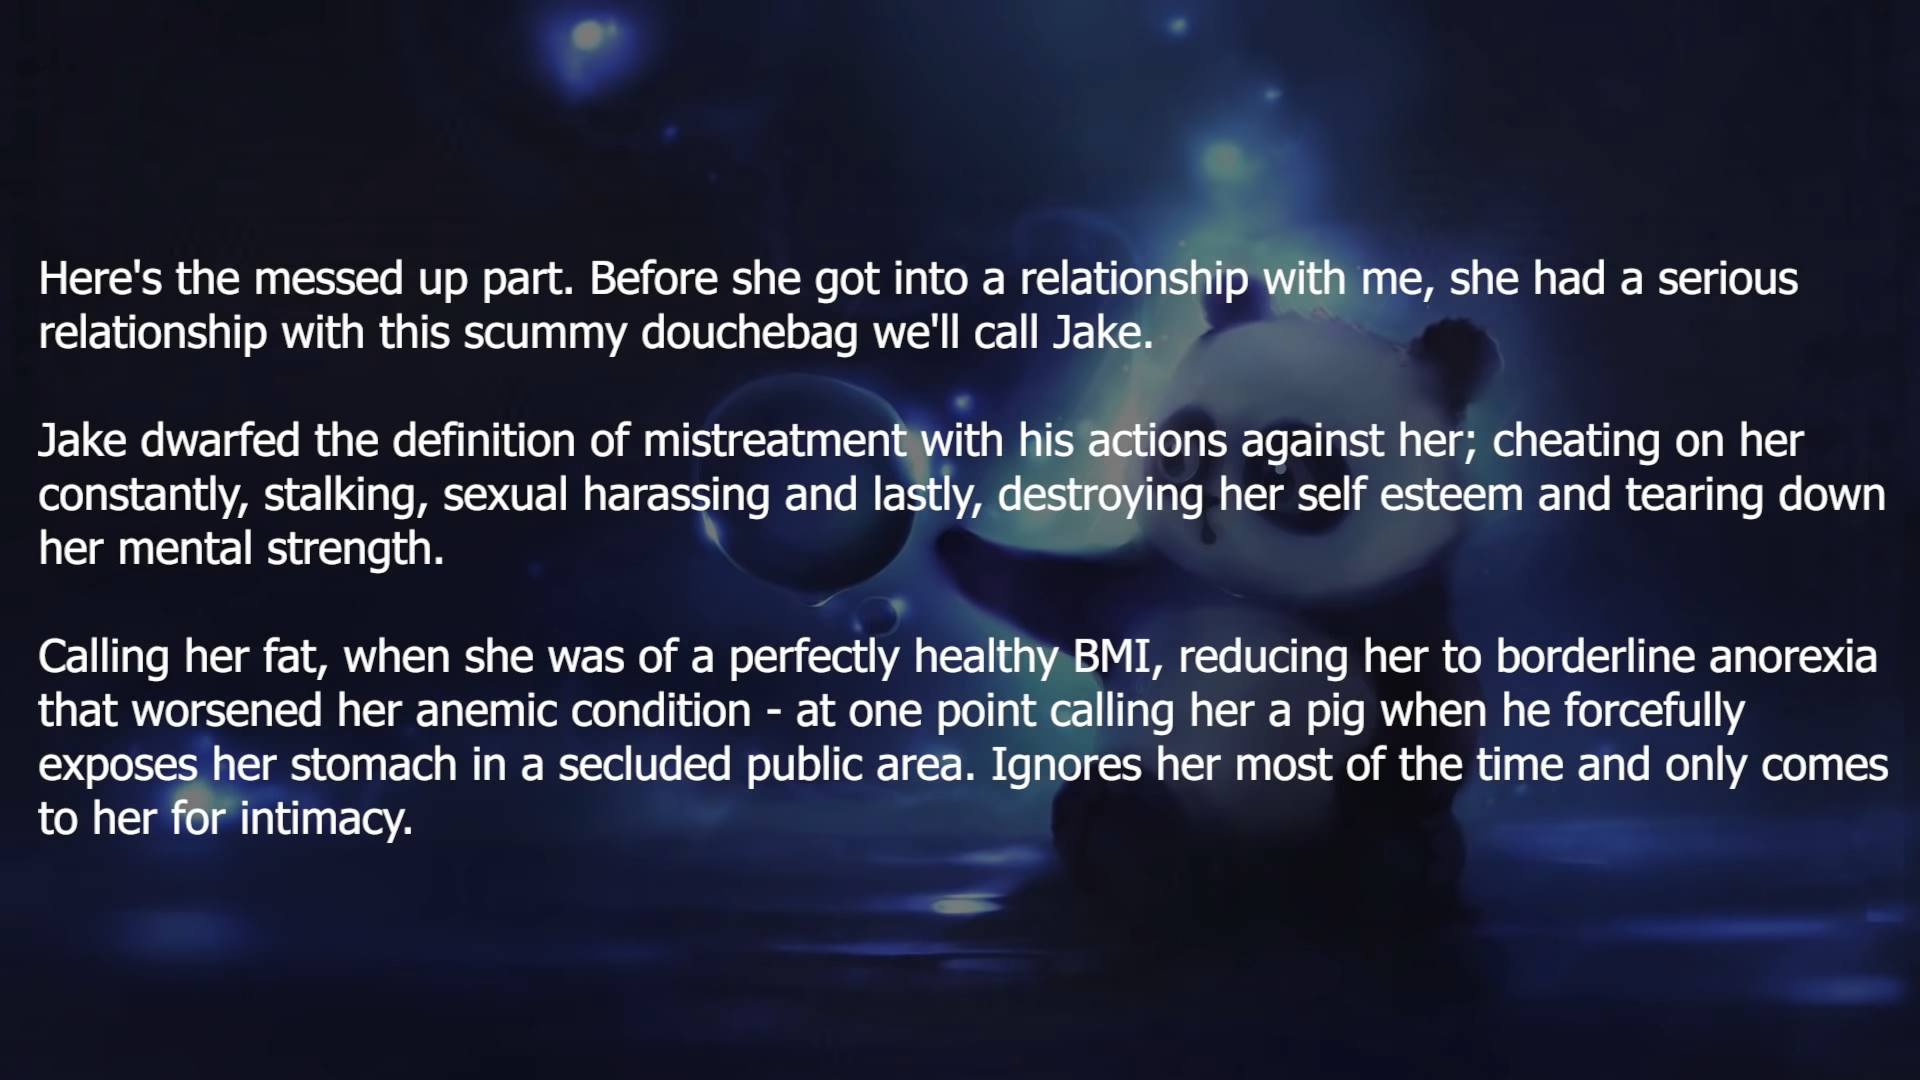 Here's the messed up part. Before she got into a relationship with me, she had a serious
relationship with this scummy douchebag we'll call Jake.
Jake dwarfed the definition of mistreatment with his actions against her; cheating on her
constantly, stalking, sexual harassing and lastly, destroying her self esteem and tearing down
her mental strength.
Calling her fat, when she was of a perfectly healthy BMI, reducing her to borderline anorexia
that worsened her anemic condition - at one point calling her a pig when he forcefully
exposes her stomach in a secluded public area. Ignores her most of the time and only comes
to her for intimacy.